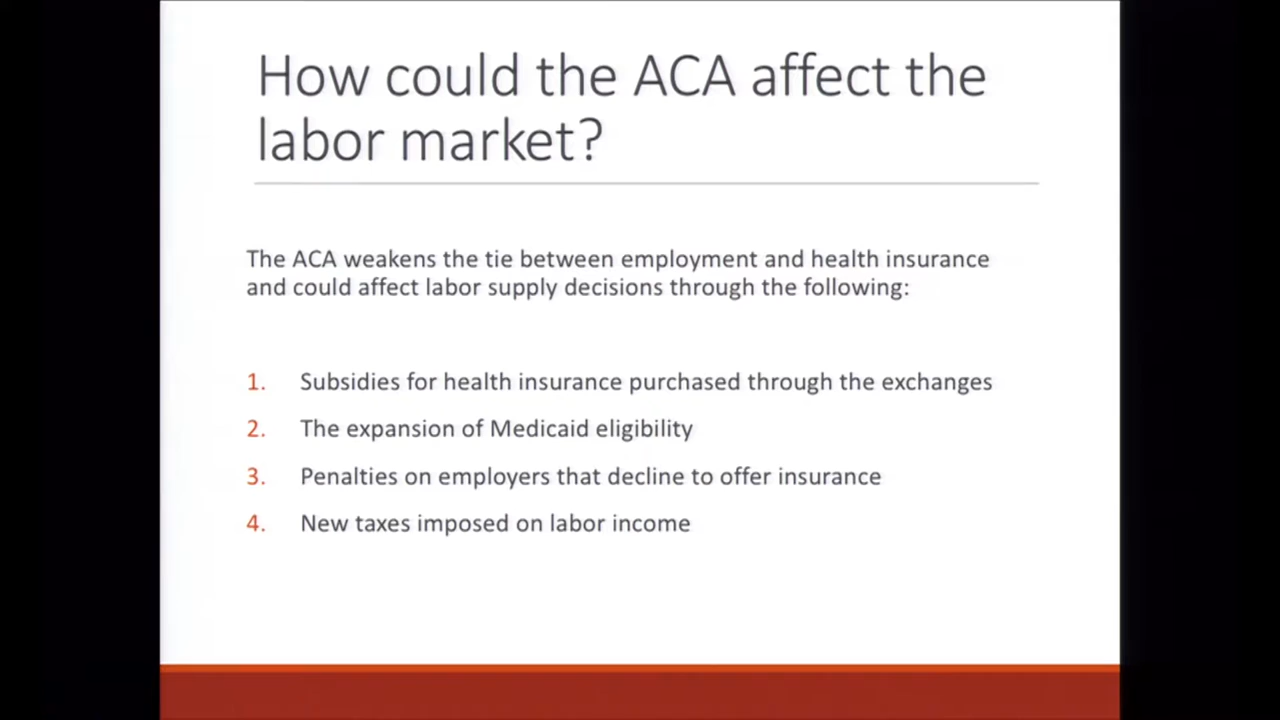 How could the ACA affect the
labor market?
The ACA weakens the tie between employment and health insurance
and could affect labor supply decisions through the following:
1. Subsidies for health insurance purchased through the exchanges
2. The expansion of Medicaid eligibility
3. Penalties on employers that decline to offer insurance
4. New taxes imposed on labor income